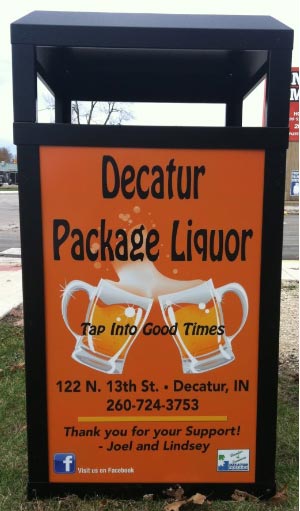 Decatur
Package Liquor
Tap Into Good Times
122 N. 13th St. • Decatur, IN
260-724-3753
Thank you for your Support!
- Joel and Lindsey
f Visit us on Facebook